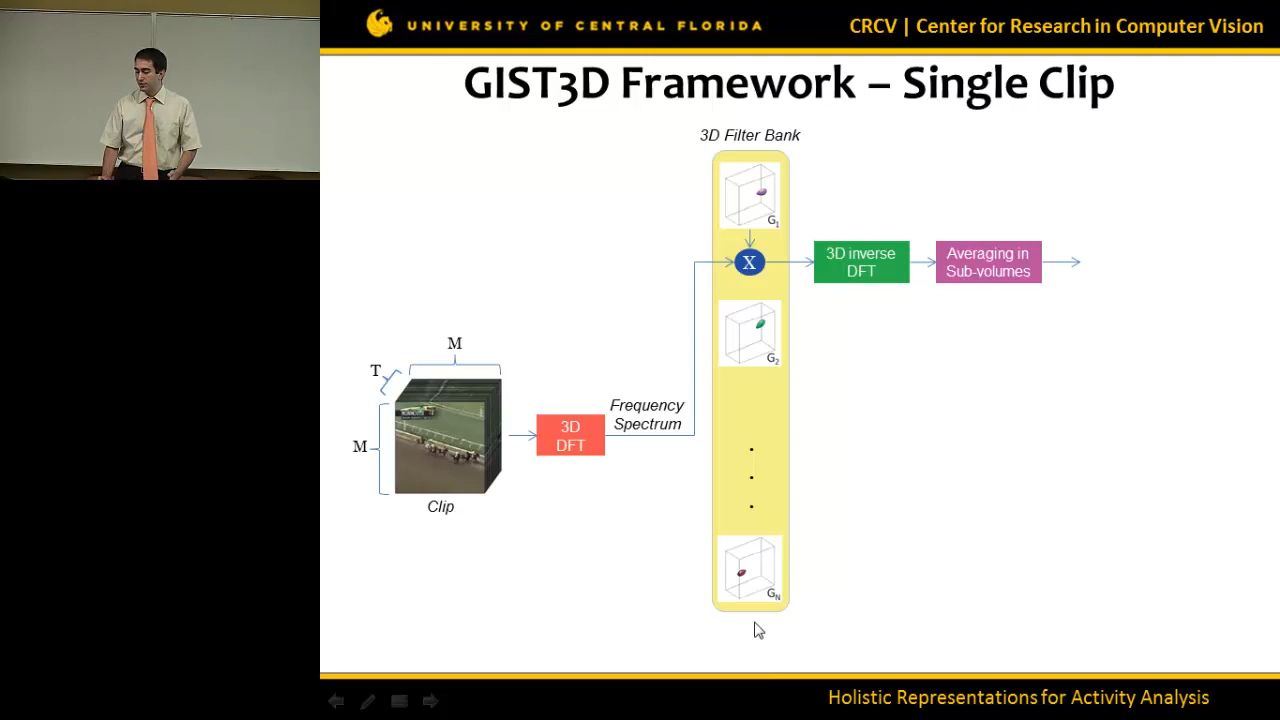 UNIVERSITY OF CENTRAL FLORIDA
CRCV | Center for Research in Computer Vision
GIST3D Framework – Single Clip
3D Filter Bank
G1
X
3D inverse
DFT
Averaging in
Sub-volumes
G2
M
T
M
Clip
3D
DFT
Frequency
Spectrum
GN
Holistic Representations for Activity Analysis